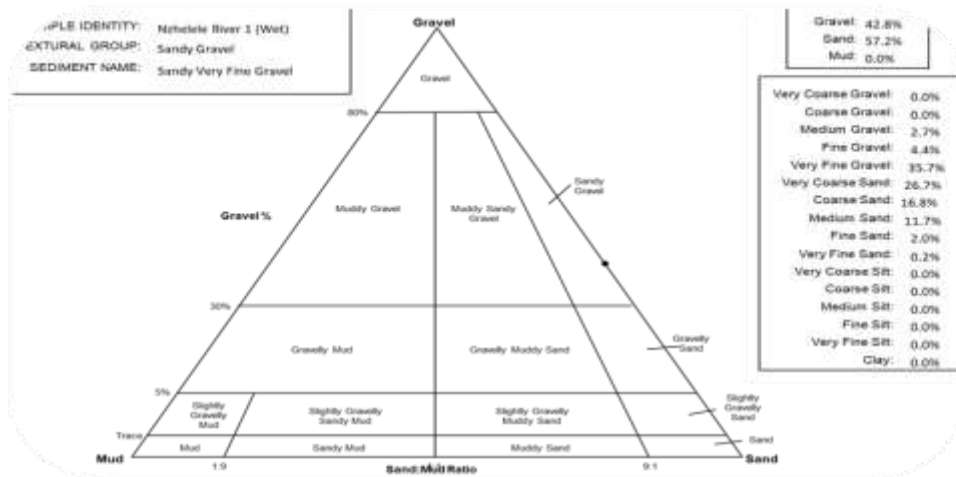 PLE IDENTITY: Nzhelele River 1 (Wet)
EXTURAL GROUP: Sandy Gravel
SEDIMENT NAME: Sandy Very Fine Gravel
Gravel: 42.8%
Sand: 57.2%
Mud: 0.0%
Very Coarse Gravel: 0.0%
Coarse Gravel: 0.0%
Medium Gravel: 2.7%
Fine Gravel: 4.4%
Very Fine Gravel: 35.7%
Very Coarse Sand: 26.7%
Coarse Sand: 16.8%
Medium Sand: 11.7%
Fine Sand: 2.0%
Very Fine Sand: 0.2%
Very Coarse Silt: 0.0%
Coarse Silt: 0.0%
Medium Silt: 0.0%
Fine Silt: 0.0%
Very Fine Silt: 0.0%
Clay: 0.0%
Gravel
Gravel
80%
Sandy
Gravel
Muddy Gravel
Muddy Sandy
Gravel
Gravel %
30%
Gravelly Mud
Gravelly Muddy Sand
Gravelly
Sand
5%
Slightly
Gravelly
Mud
Slightly Gravelly
Sandy Mud
Slightly Gravelly
Muddy Sand
Slightly
Gravelly
Sand
Trace
Mud
Sandy Mud
Muddy Sand
Sand
Mud
Sand
1:9
9:1
Sand:Mud Ratio